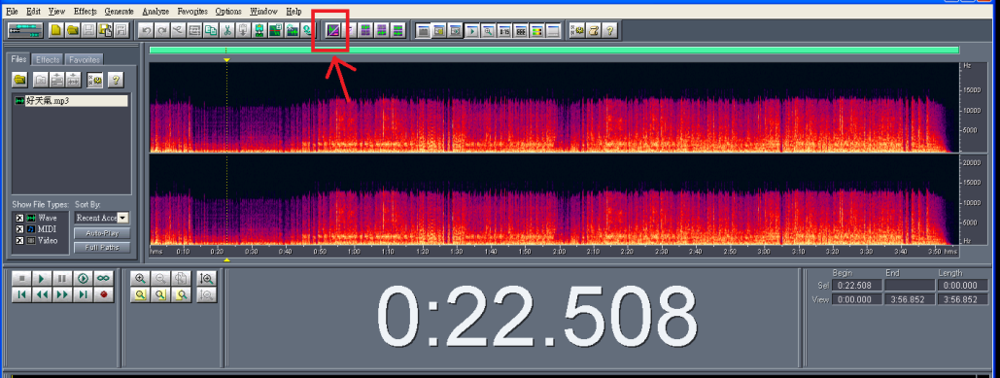 File Edit View Effects Generate Analyze Favorites Options Window Help
Files Effects Favorites
好天氣.mp3
Show File Types: Sort By:
Wave Recent Acce
MIDI Auto-Play
Video Full Paths
Hz
15000
10000
5000
20000
15000
10000
5000
Hz
hms 0:10 0:20 0:30 0:40 0:50 1:00 1:10 1:20 1:30 1:40 1:50 2:00 2:10 2:20 2:30 2:40 2:50 3:00 3:10 3:20 3:30 3:40 3:50 hms
0:22.508
Begin End Length
Sel 0:22.508 0:00.000
View 0:00.000 3:56.852 3:56.852